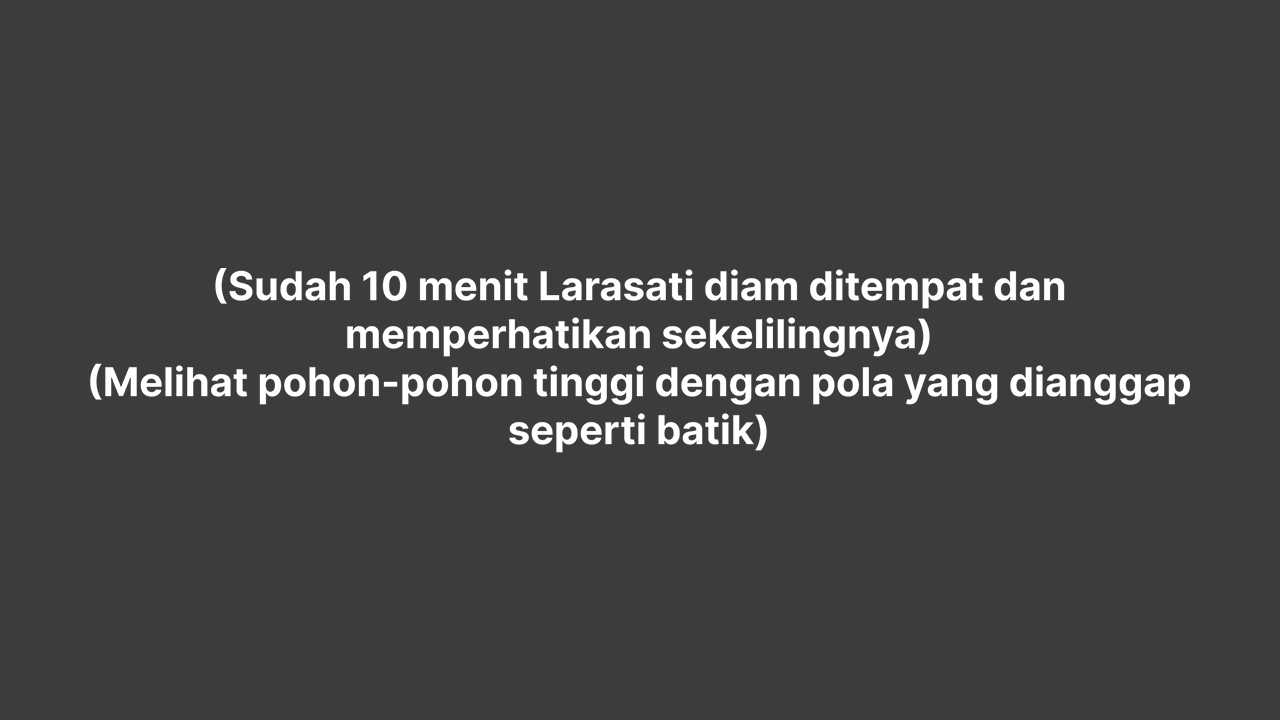 (Sudah 10 menit Larasati diam ditempat dan
memperhatikan sekelilingnya)
(Melihat pohon-pohon tinggi dengan pola yang dianggap
seperti batik)